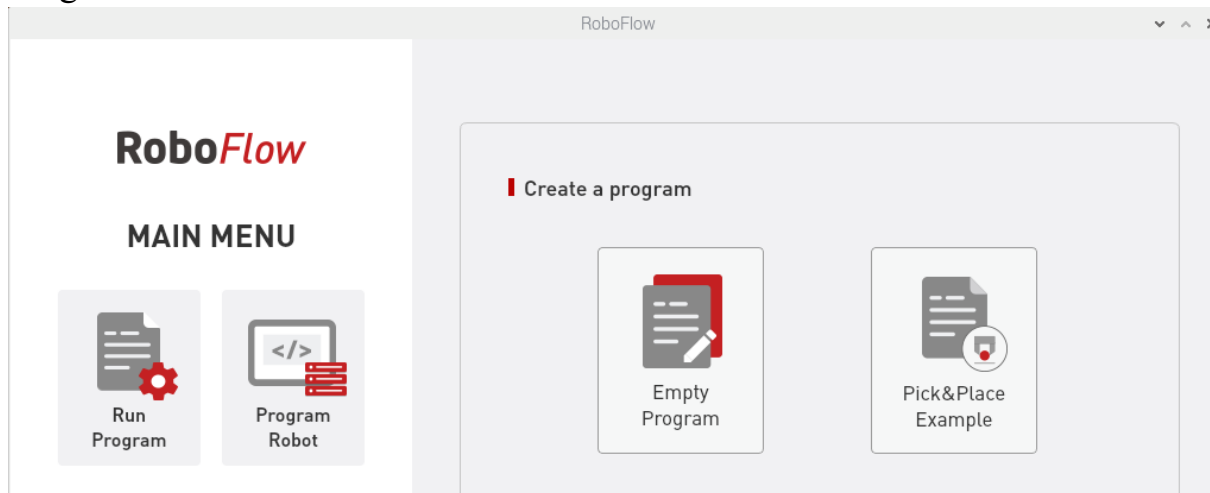 RoboFlow
RoboFlow
MAIN MENU
Run
Program
</>
Program
Robot
Create a program
Empty
Program
Pick&Place
Example